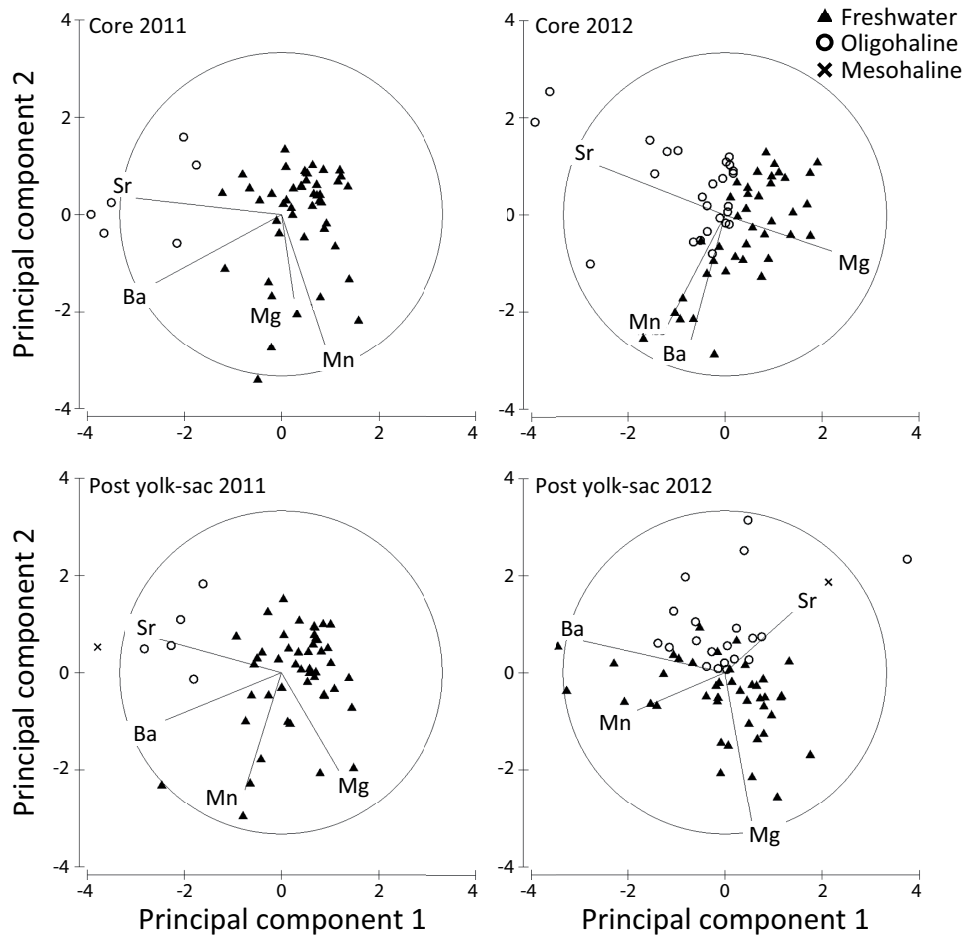 Freshwater
Oligohaline
Mesohaline
Principal component 2
4
2
0
-2
-4
Core 2011
Sr
Ba
Mg
Mn
-4
-2
0
2
4
4
2
0
-2
-4
Core 2012
Sr
Mg
Mn
Ba
-4
-2
0
2
4
Principal component 2
4
2
0
-2
-4
Post yolk-sac 2011
Sr
Ba
Mn
Mg
-4
-2
0
2
4
Principal component 1
4
2
0
-2
-4
Post yolk-sac 2012
Sr
Ba
Mn
Mg
-4
-2
0
2
4
Principal component 1